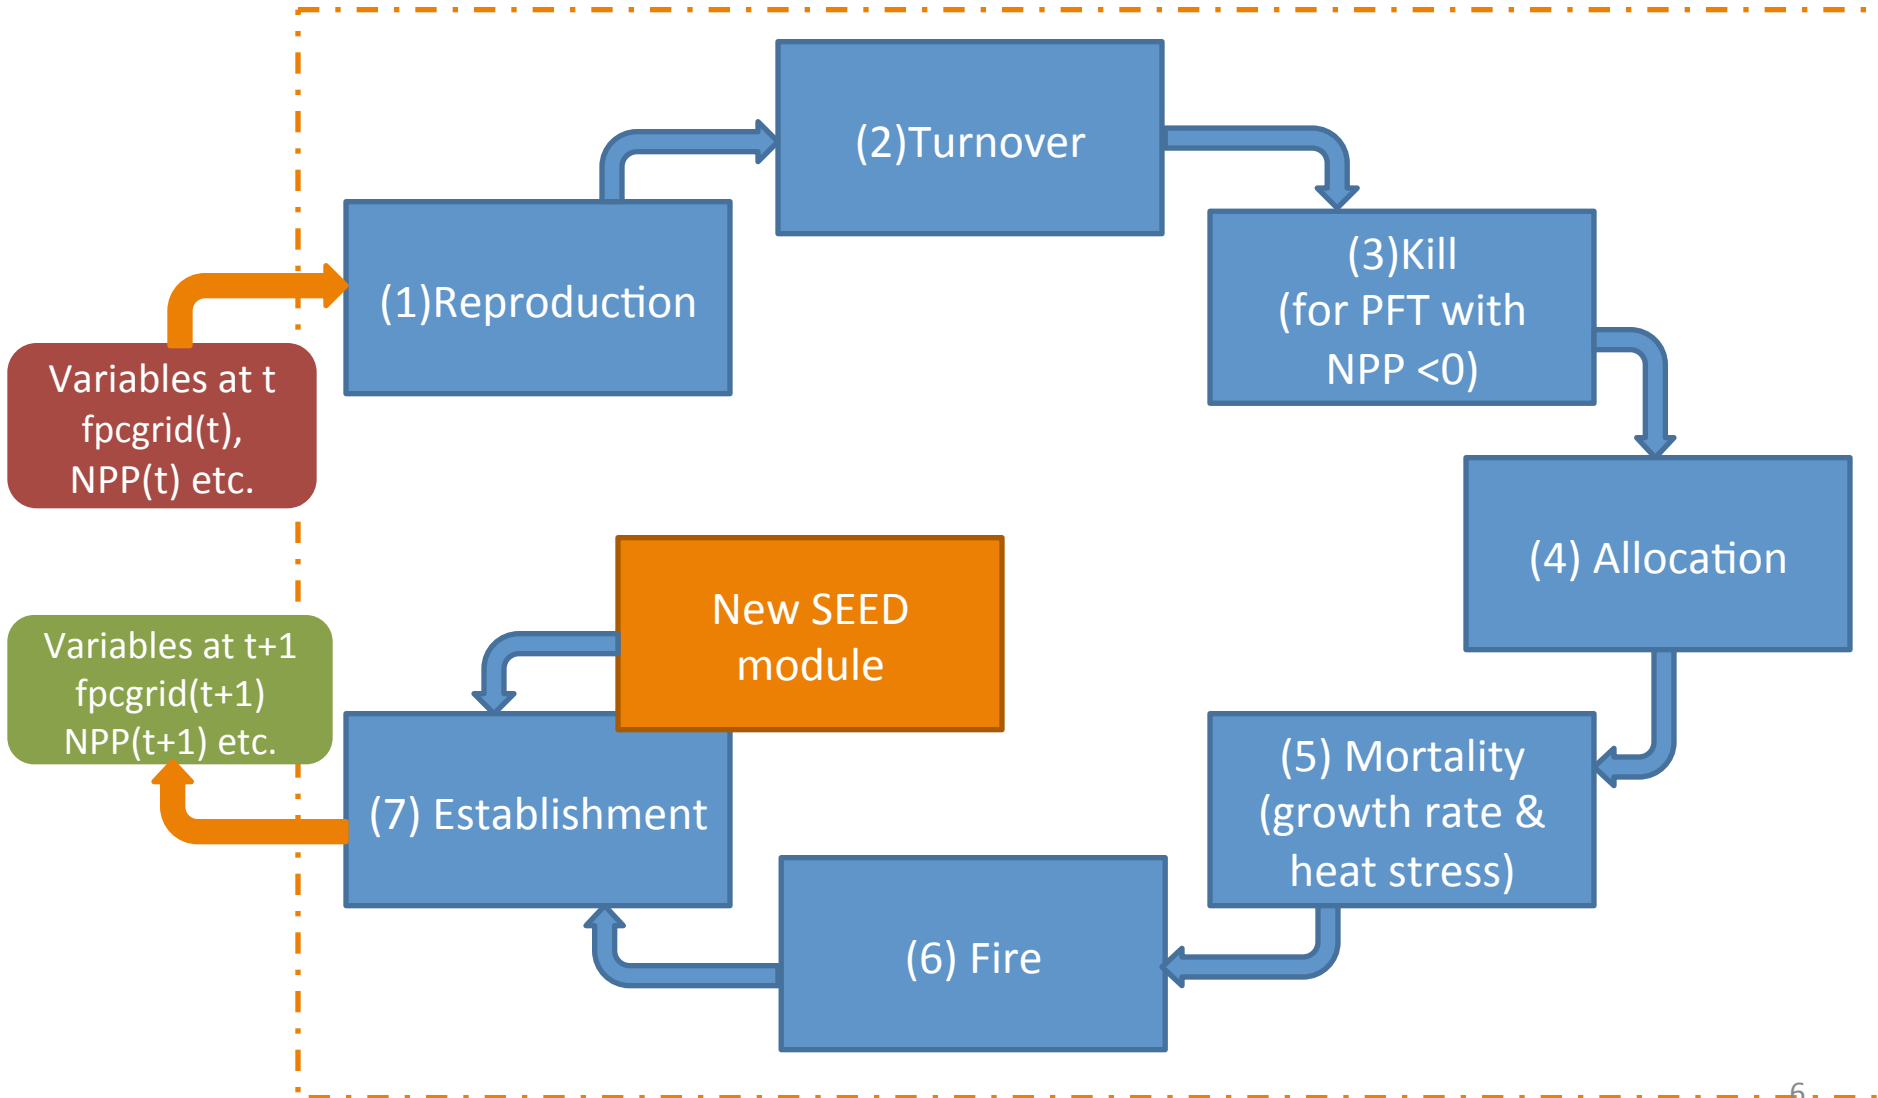 (2)Turnover
(1)Reproduction
(3)Kill
(for PFT with
NPP <0)
Variables at t
fpcgrid(t),
NPP(t) etc.
(4) Allocation
New SEED
module
Variables at t+1
fpcgrid(t+1)
NPP(t+1) etc.
(5) Mortality
(growth rate &
heat stress)
(7) Establishment
(6) Fire
6